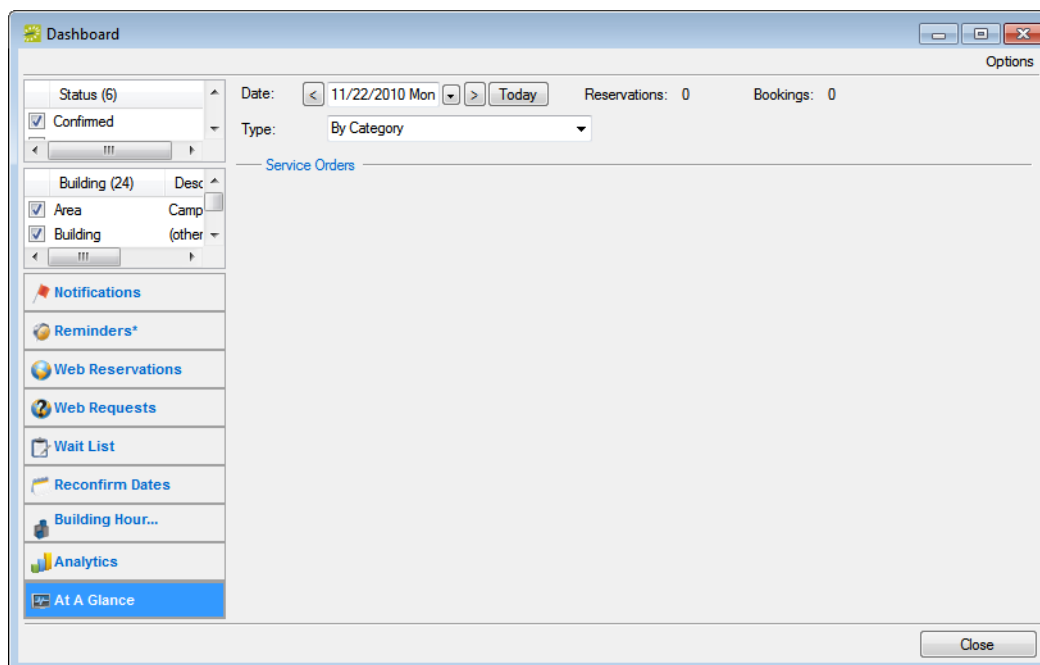 Dashboard
Options
Status (6)
Confirmed
Building (24) Desc
Area Camp
Building (other
Notifications
Reminders*
Web Reservations
Web Requests
Wait List
Reconfirm Dates
Building Hour...
Analytics
At A Glance
Date: < 11/22/2010 Mon > Today Reservations: 0 Bookings: 0
Type: By Category
Service Orders
Close